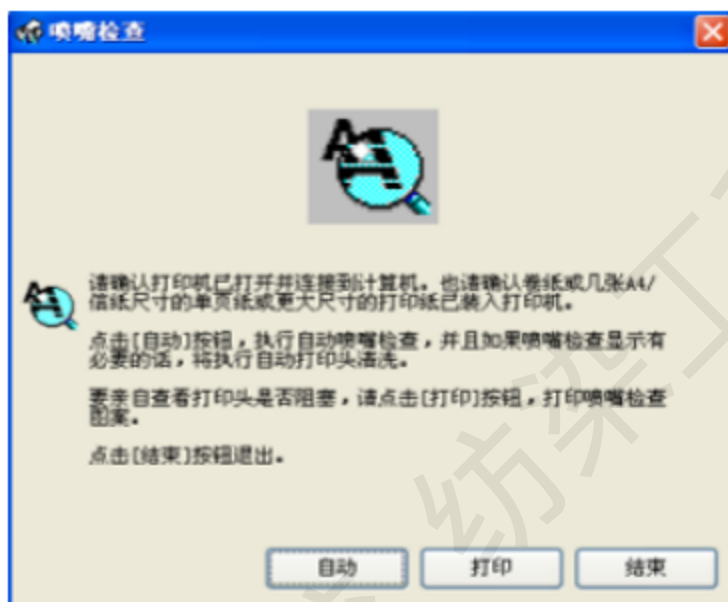 喷嘴检查
请确认打印机已打开并连接到计算机。也请确认卷纸或几张A4/
信纸尺寸的单页纸或更大尺寸的打印纸已装入打印机。
点击[自动]按钮，执行自动喷嘴检查，并且如果喷嘴检查显示有
必要的话，将执行自动打印头清洗。
要亲自查看打印头是否阻塞，请点击[打印]按钮，打印喷嘴检查
图案。
点击[结束]按钮退出。
自动 打印 结束
纺染工